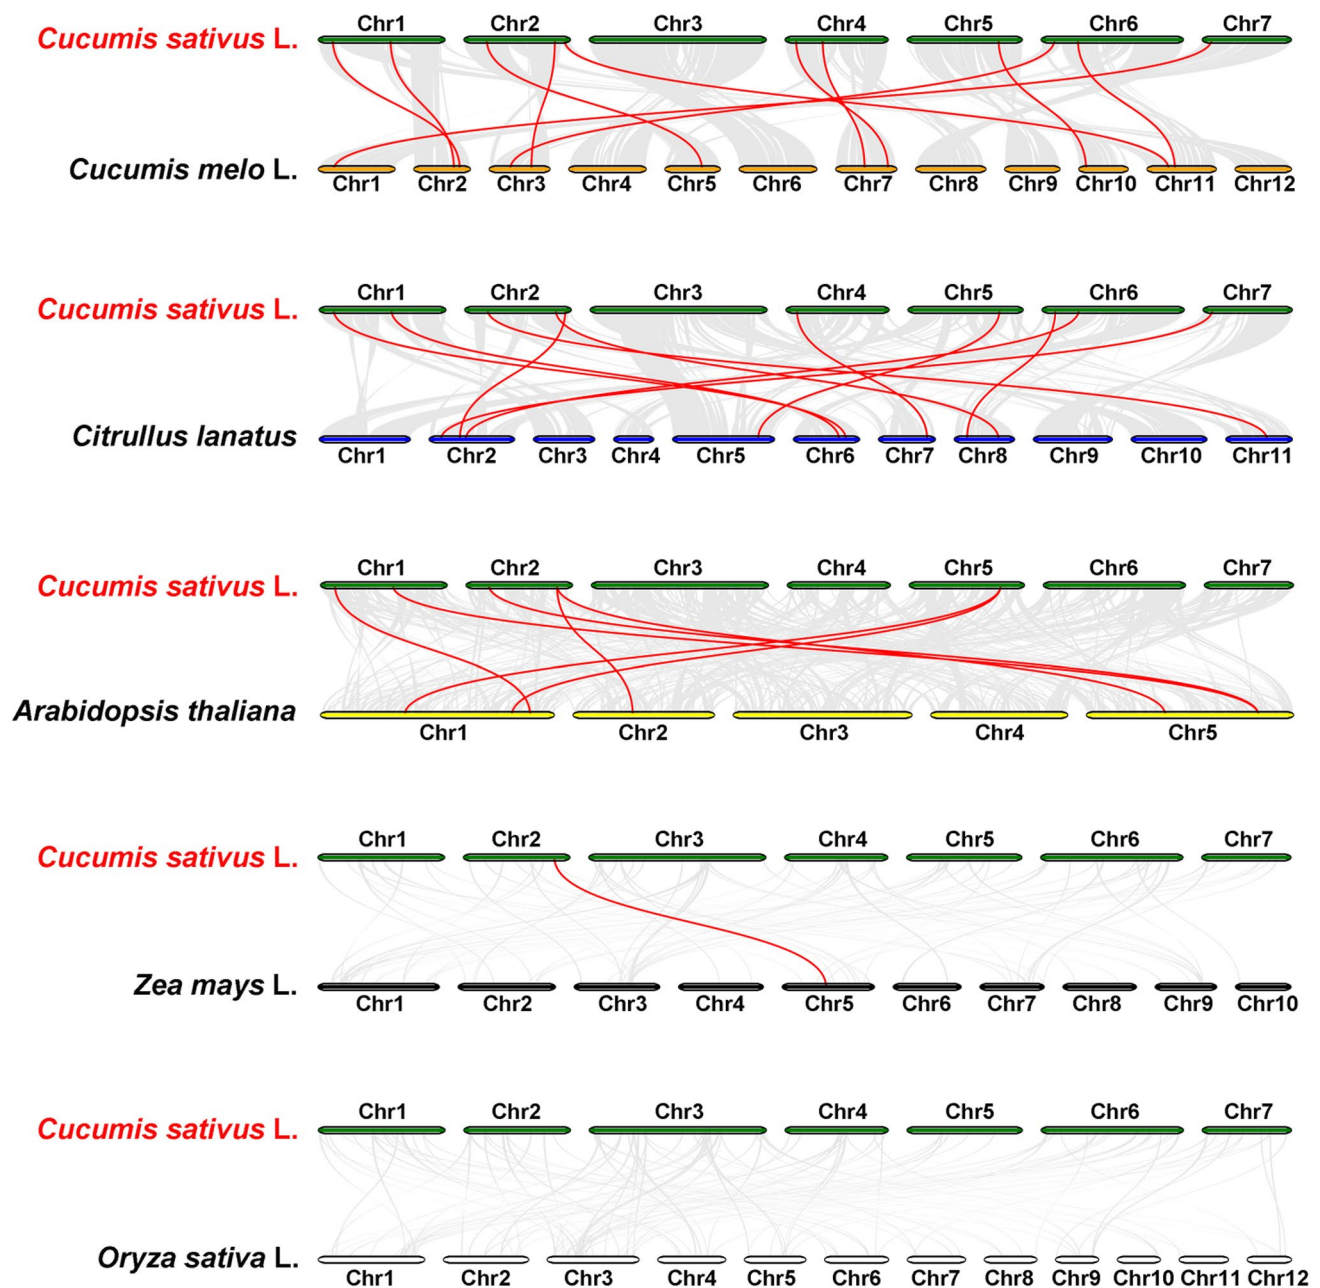 Chr1 Chr2 Chr3 Chr4 Chr5 Chr6 Chr7
Cucumis sativus L.
Cucumis melo L.
Chr1 Chr2 Chr3 Chr4 Chr5 Chr6 Chr7 Chr8 Chr9 Chr10 Chr11 Chr12
Chr1 Chr2 Chr3 Chr4 Chr5 Chr6 Chr7
Cucumis sativus L.
Citrullus lanatus
Chr1 Chr2 Chr3 Chr4 Chr5 Chr6 Chr7 Chr8 Chr9 Chr10 Chr11
Chr1 Chr2 Chr3 Chr4 Chr5 Chr6 Chr7
Cucumis sativus L.
Arabidopsis thaliana
Chr1 Chr2 Chr3 Chr4 Chr5
Chr1 Chr2 Chr3 Chr4 Chr5 Chr6 Chr7
Cucumis sativus L.
Zea mays L.
Chr1 Chr2 Chr3 Chr4 Chr5 Chr6 Chr7 Chr8 Chr9 Chr10
Chr1 Chr2 Chr3 Chr4 Chr5 Chr6 Chr7
Cucumis sativus L.
Oryza sativa L.
Chr1 Chr2 Chr3 Chr4 Chr5 Chr6 Chr7 Chr8 Chr9 Chr10 Chr11 Chr12